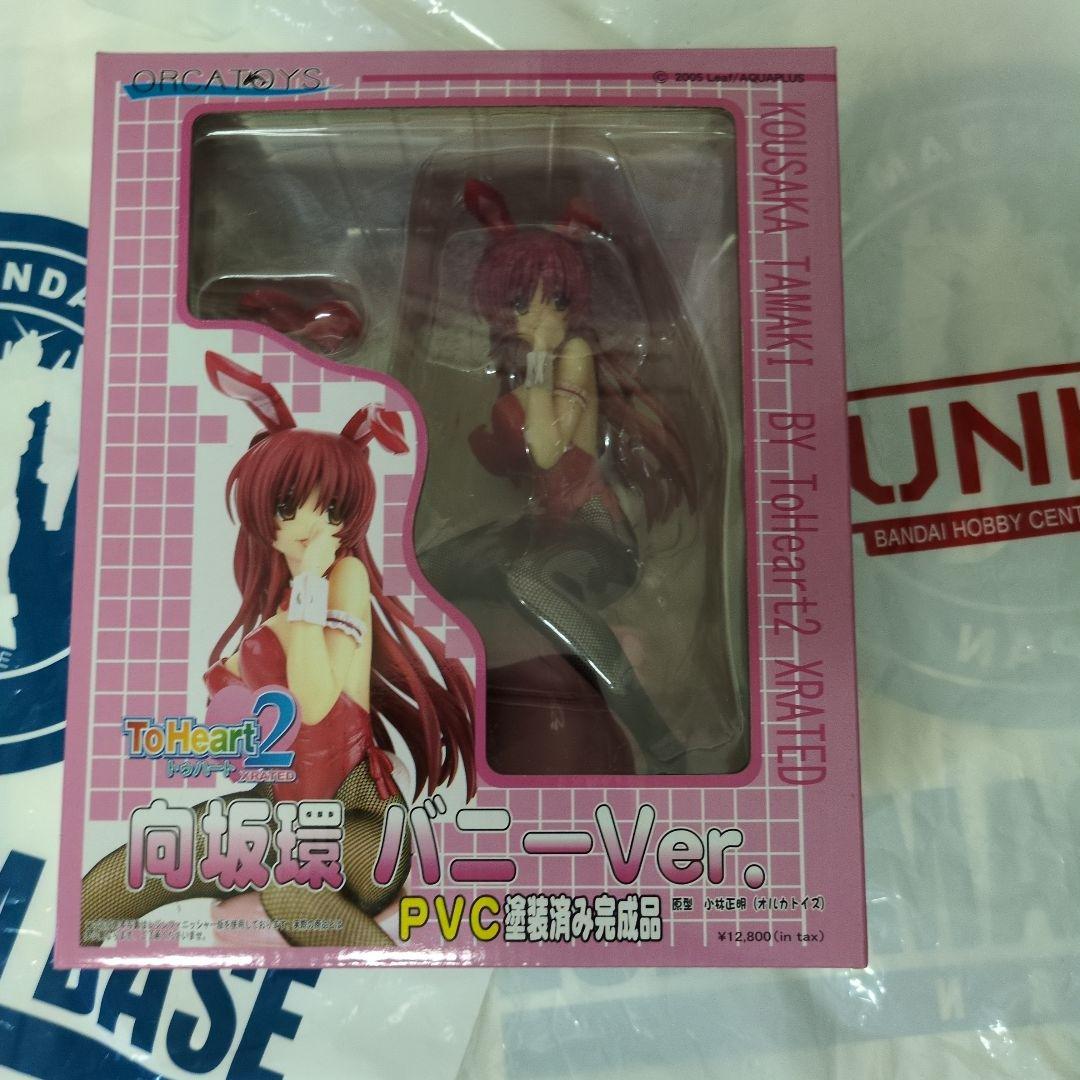 ORCATOYS
© 2005 Leaf/AQUAPLUS
KOUSAKA TAMAKI BY ToHeart2 XRATED
ToHeart2
トゥハート
XRATED
向坂環 バニーVer.
PVC塗装済み完成品
原型 小林正明 (オルカトイズ)
¥12,800(in tax)
BANDAI HOBBY CENT
BASE